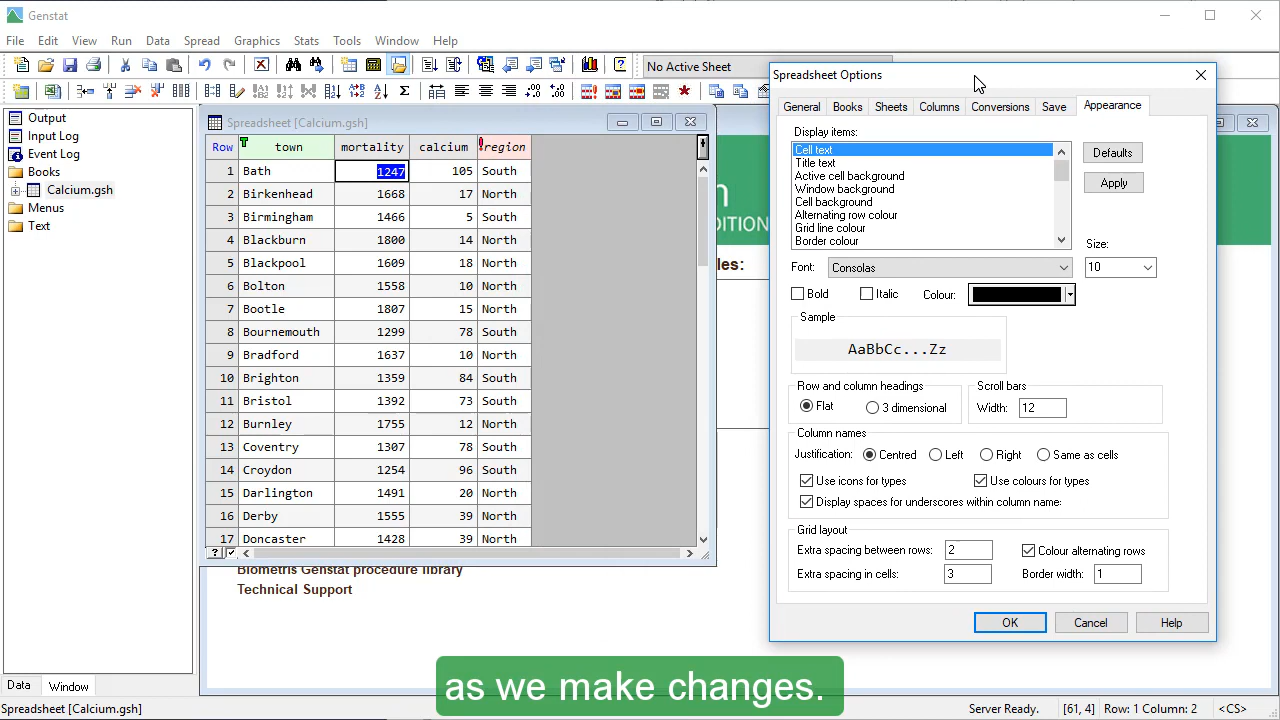 Genstat
File Edit View Run Data Spread Graphics Stats Tools Window Help
No Active Sheet
Output
Input Log
Event Log
Books
Calcium.gsh
Menus
Text
Data Window
Spreadsheet [Calcium.gsh]
Row town mortality calcium region
1 Bath 1247 105 South
2 Birkenhead 1668 17 North
3 Birmingham 1466 5 South
4 Blackburn 1800 14 North
5 Blackpool 1609 18 North
6 Bolton 1558 10 North
7 Bootle 1807 15 North
8 Bournemouth 1299 78 South
9 Bradford 1637 10 North
10 Brighton 1359 84 South
11 Bristol 1392 73 South
12 Burnley 1755 12 North
13 Coventry 1307 78 South
14 Croydon 1254 96 South
15 Darlington 1491 20 North
16 Derby 1555 39 North
17 Doncaster 1428 39 North
Biometris Genstat procedure library
Technical Support
Spreadsheet Options
General Books Sheets Columns Conversions Save Appearance
Display items:
Cell text
Title text
Active cell background
Window background
Cell background
Alternating row colour
Grid line colour
Border colour
Defaults
Apply
Size:
Font: Consolas 10
Bold Italic Colour:
Sample
AaBbCc...Zz
Row and column headings
Flat 3 dimensional
Scroll bars
Width: 12
Column names
Justification: Centred Left Right Same as cells
Use icons for types Use colours for types
Display spaces for underscores within column name:
Grid layout
Extra spacing between rows: 2 Colour alternating rows
Extra spacing in cells: 3 Border width: 1
OK Cancel Help
as we make changes.
Spreadsheet [Calcium.gsh] Server Ready. [61, 4] Row: 1 Column: 2 <CS>